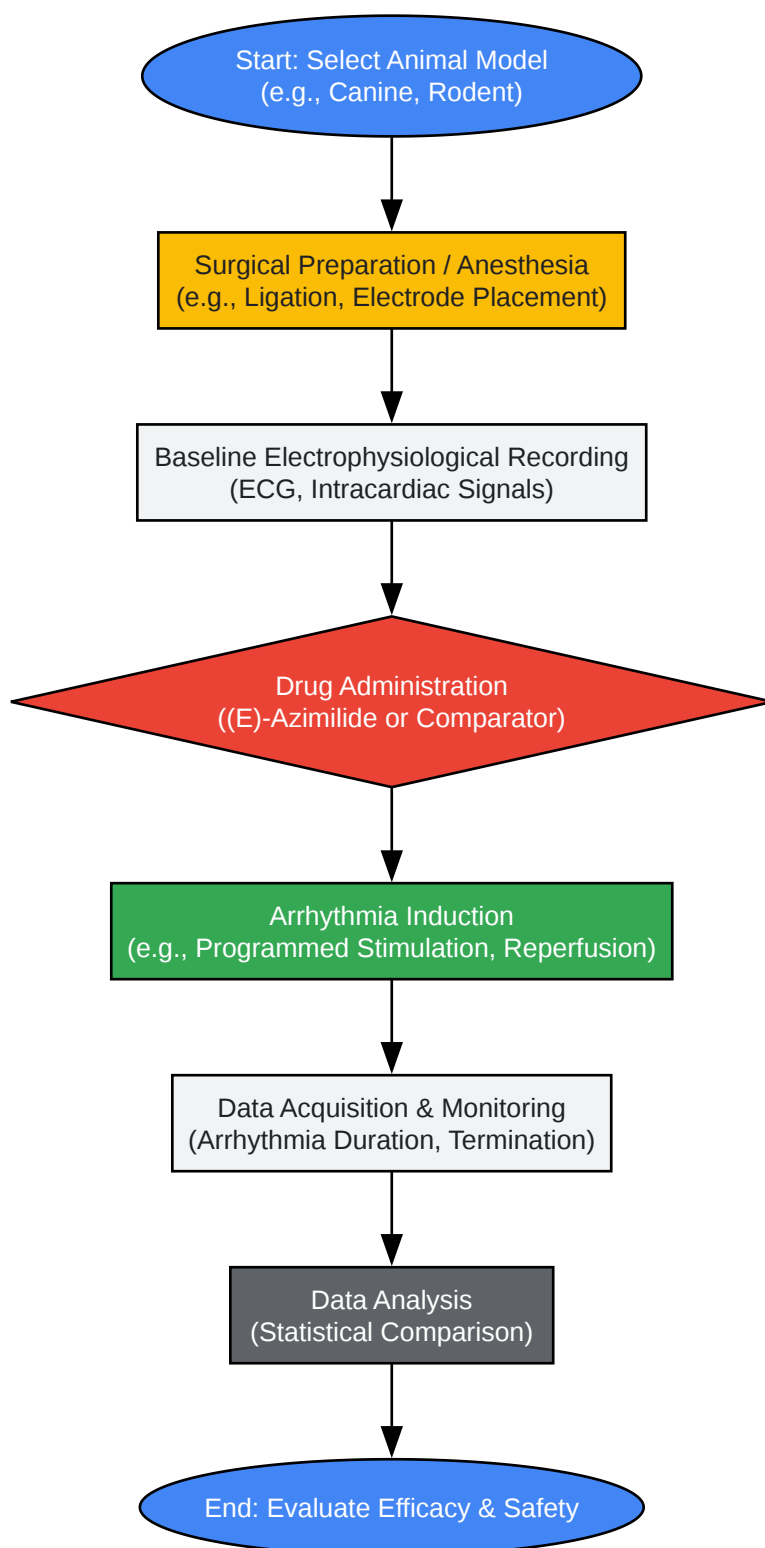 Start: Select Animal Model
(e.g., Canine, Rodent)
Surgical Preparation / Anesthesia
(e.g., Ligation, Electrode Placement)
Baseline Electrophysiological Recording
(ECG, Intracardiac Signals)
Drug Administration
((E)-Azimilide or Comparator)
Arrhythmia Induction
(e.g., Programmed Stimulation, Reperfusion)
Data Acquisition & Monitoring
(Arrhythmia Duration, Termination)
Data Analysis
(Statistical Comparison)
End: Evaluate Efficacy & Safety